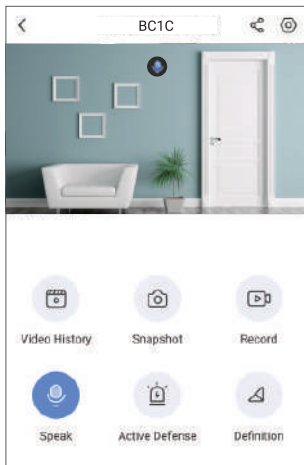 BC1C
Video History Snapshot Record
Speak Active Defense Definition